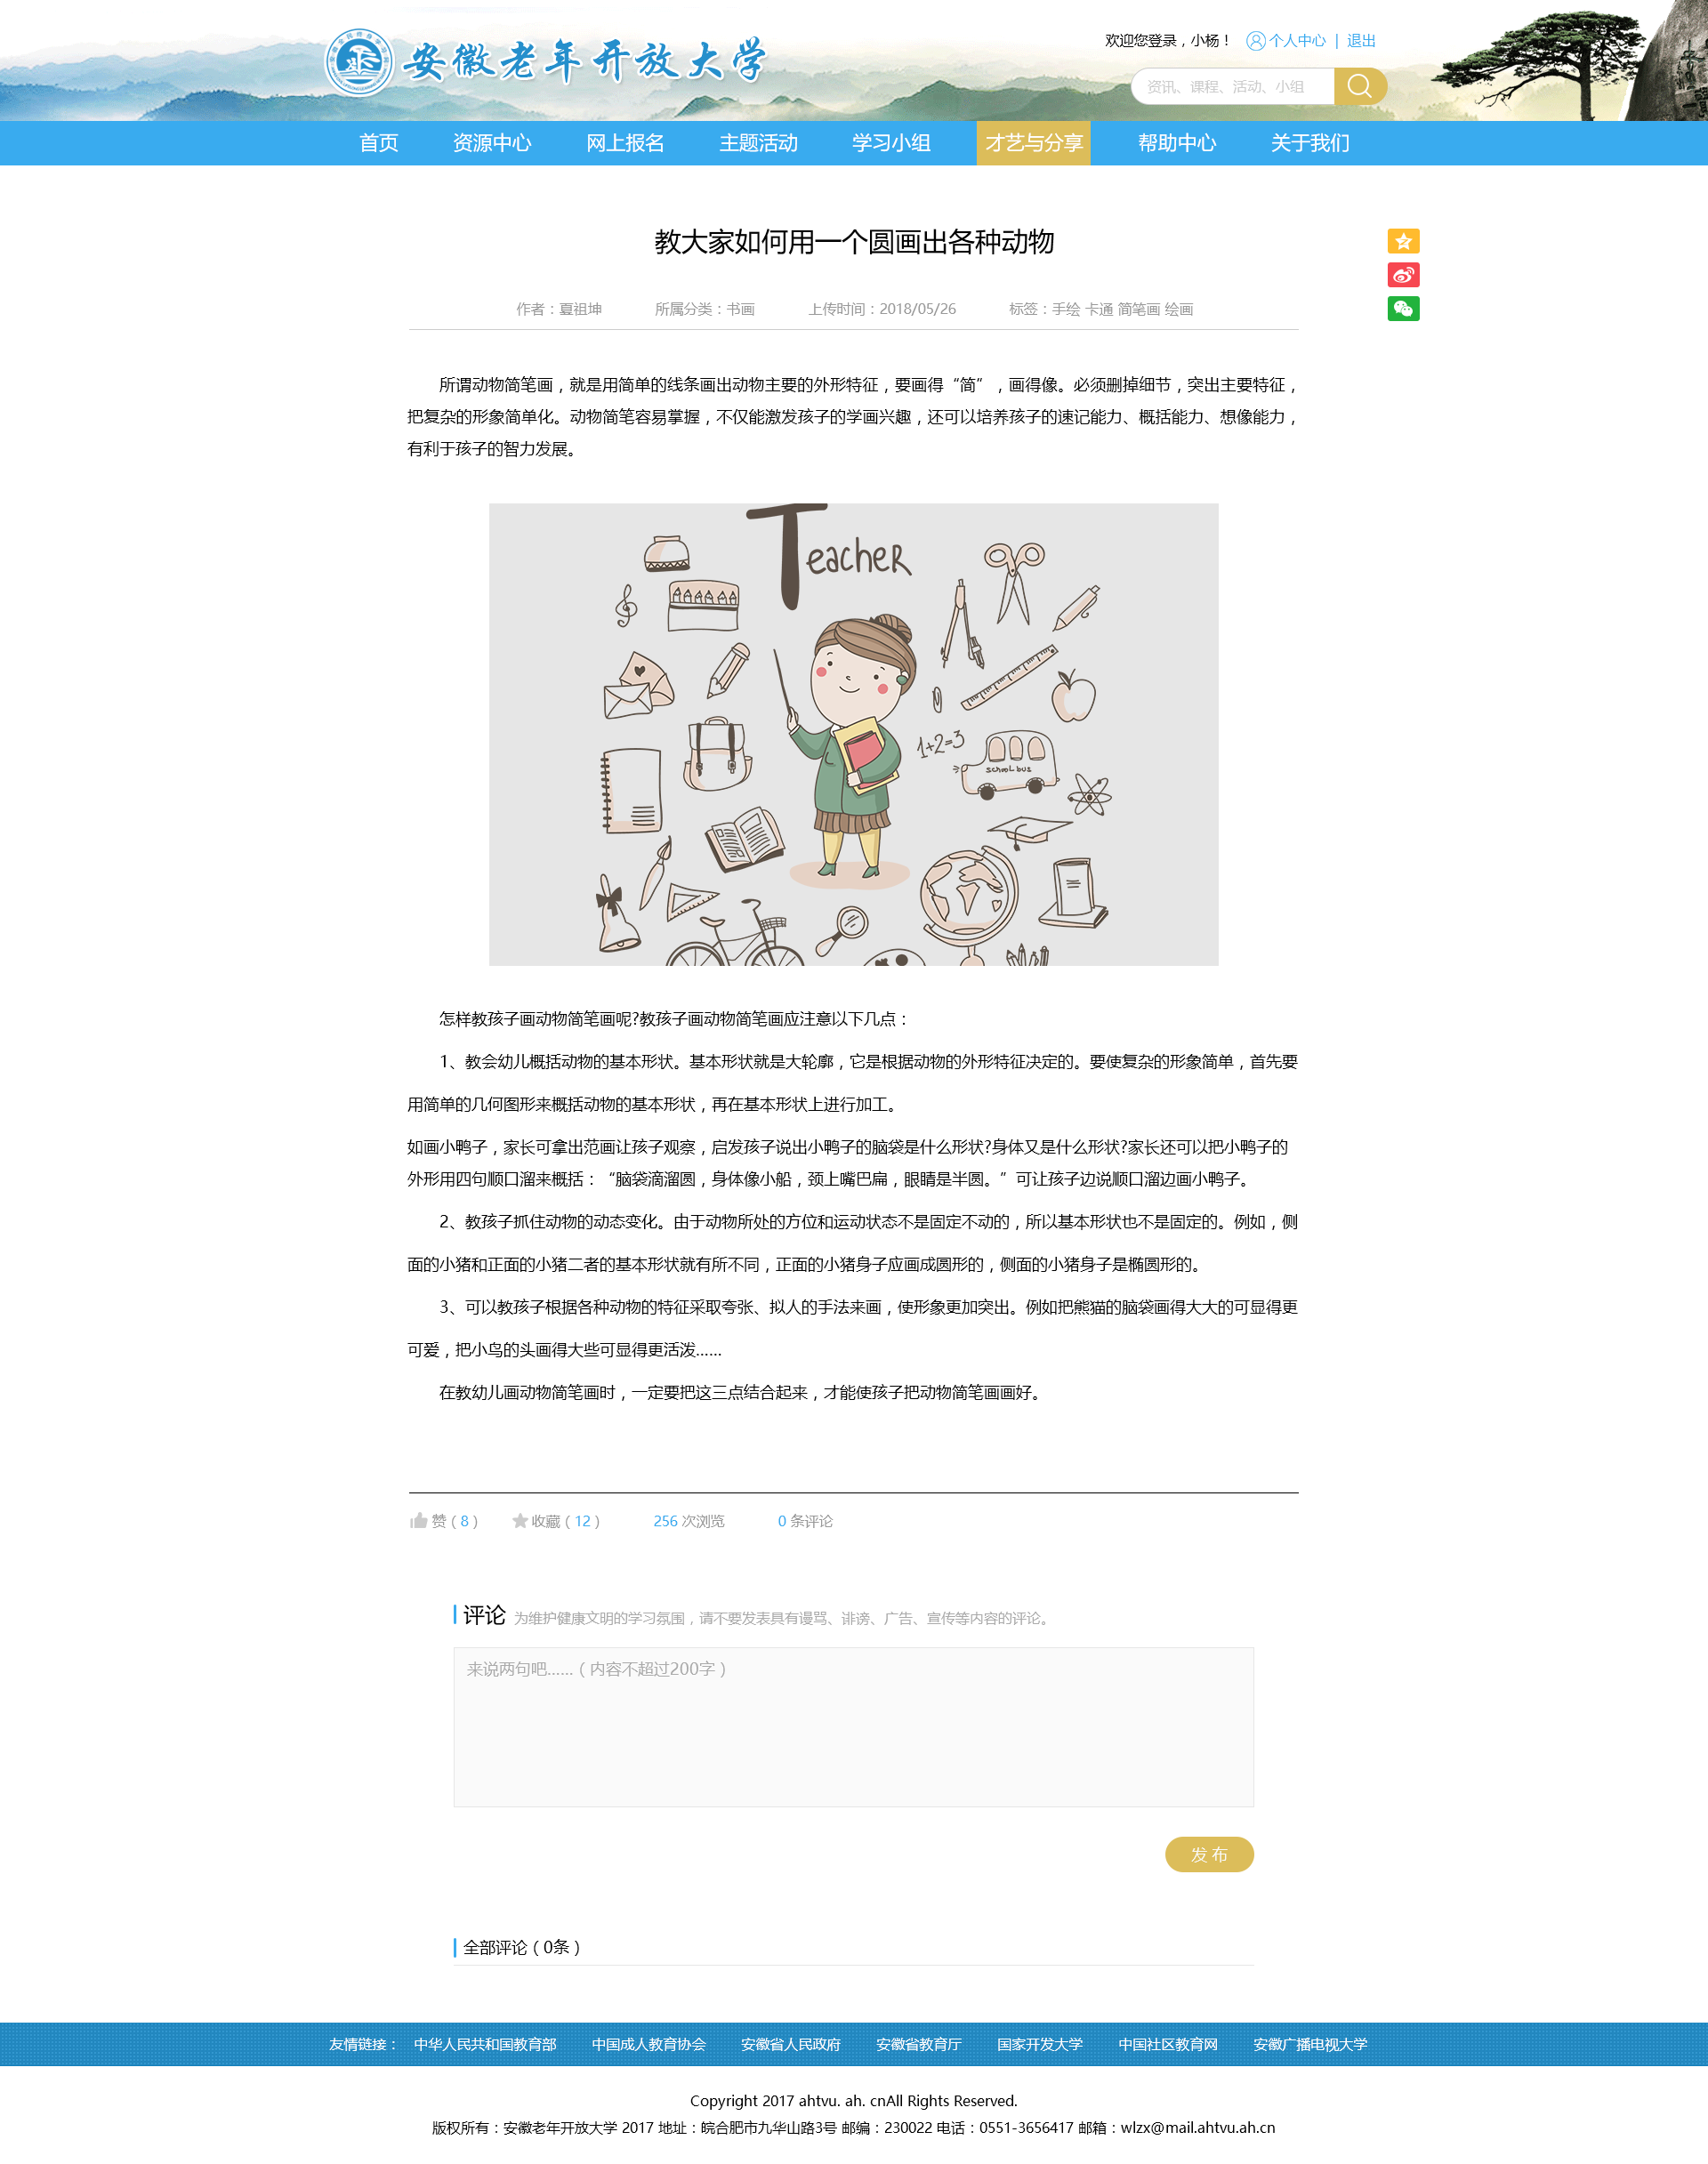 安徽老年开放大学
欢迎您登录，小杨！ 个人中心 | 退出
资讯、课程、活动、小组
首页 资源中心 网上报名 主题活动 学习小组 才艺与分享 帮助中心 关于我们
教大家如何用一个圆画出各种动物
作者：夏祖坤 所属分类：书画 上传时间：2018/05/26 标签：手绘 卡通 简笔画 绘画
所谓动物简笔画，就是用简单的线条画出动物主要的外形特征，要画得“简”，画得像。必须删掉细节，突出主要特征，
把复杂的形象简单化。动物简笔容易掌握，不仅能激发孩子的学画兴趣，还可以培养孩子的速记能力、概括能力、想像能力，
有利于孩子的智力发展。
Teacher
1+2=3
school bus
怎样教孩子画动物简笔画呢?教孩子画动物简笔画应注意以下几点：
1、教会幼儿概括动物的基本形状。基本形状就是大轮廓，它是根据动物的外形特征决定的。要使复杂的形象简单，首先要
用简单的几何图形来概括动物的基本形状，再在基本形状上进行加工。
如画小鸭子，家长可拿出范画让孩子观察，启发孩子说出小鸭子的脑袋是什么形状?身体又是什么形状?家长还可以把小鸭子的
外形用四句顺口溜来概括：“脑袋滴溜圆，身体像小船，颈上嘴巴扁，眼睛是半圆。”可让孩子边说顺口溜边画小鸭子。
2、教孩子抓住动物的动态变化。由于动物所处的方位和运动状态不是固定不动的，所以基本形状也不是固定的。例如，侧
面的小猪和正面的小猪二者的基本形状就有所不同，正面的小猪身子应画成圆形的，侧面的小猪身子是椭圆形的。
3、可以教孩子根据各种动物的特征采取夸张、拟人的手法来画，使形象更加突出。例如把熊猫的脑袋画得大大的可显得更
可爱，把小鸟的头画得大些可显得更活泼……
在教幼儿画动物简笔画时，一定要把这三点结合起来，才能使孩子把动物简笔画画好。
赞（8） 收藏（12） 256 次浏览 0 条评论
评论 为维护健康文明的学习氛围，请不要发表具有谩骂、诽谤、广告、宣传等内容的评论。
来说两句吧……（内容不超过200字）
发 布
全部评论（0条）
友情链接： 中华人民共和国教育部 中国成人教育协会 安徽省人民政府 安徽省教育厅 国家开发大学 中国社区教育网 安徽广播电视大学
Copyright 2017 ahtvu. ah. cnAll Rights Reserved.
版权所有：安徽老年开放大学 2017 地址：皖合肥市九华山路3号 邮编：230022 电话：0551-3656417 邮箱：wlzx@mail.ahtvu.ah.cn